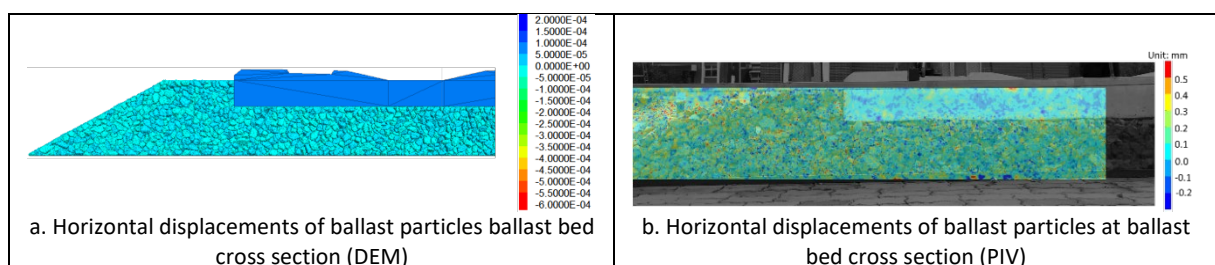 2.0000E-04
1.5000E-04
1.0000E-04
5.0000E-05
0.0000E+00
-5.0000E-05
-1.0000E-04
-1.5000E-04
-2.0000E-04
-2.5000E-04
-3.0000E-04
-3.5000E-04
-4.0000E-04
-4.5000E-04
-5.0000E-04
-5.5000E-04
-6.0000E-04
a. Horizontal displacements of ballast particles ballast bed
cross section (DEM)
Unit: mm
0.5
0.4
0.3
0.2
0.1
0.0
-0.1
-0.2
b. Horizontal displacements of ballast particles at ballast
bed cross section (PIV)